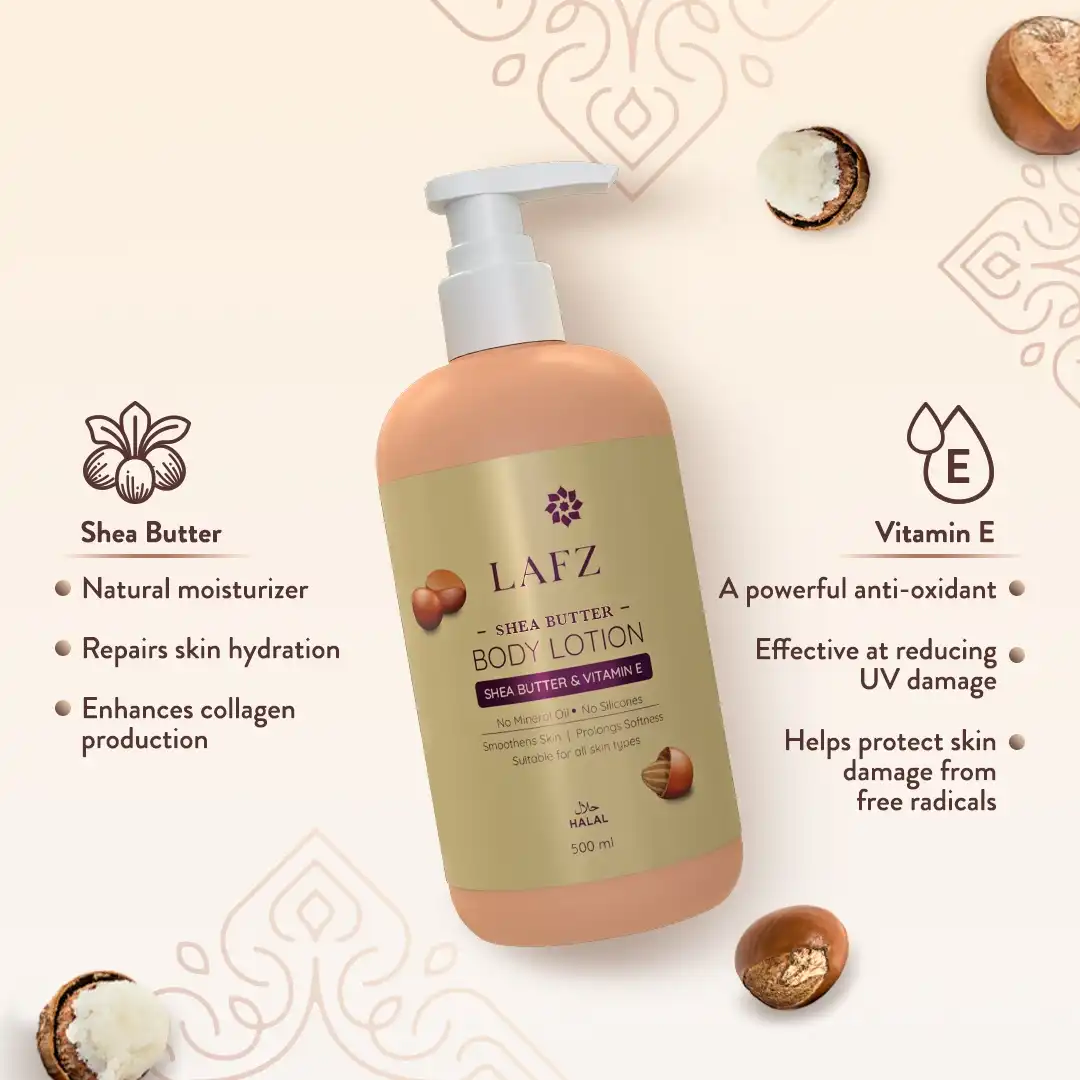 Shea Butter
Natural moisturizer
Repairs skin hydration
Enhances collagen
production
LAFZ
- SHEA BUTTER -
BODY LOTION
SHEA BUTTER & VITAMIN E
No Mineral Oil • No Silicones
Smoothens Skin | Prolongs Softness
Suitable for all skin types
حلال
HALAL
500 ml
E
Vitamin E
A powerful anti-oxidant
Effective at reducing
UV damage
Helps protect skin
damage from
free radicals